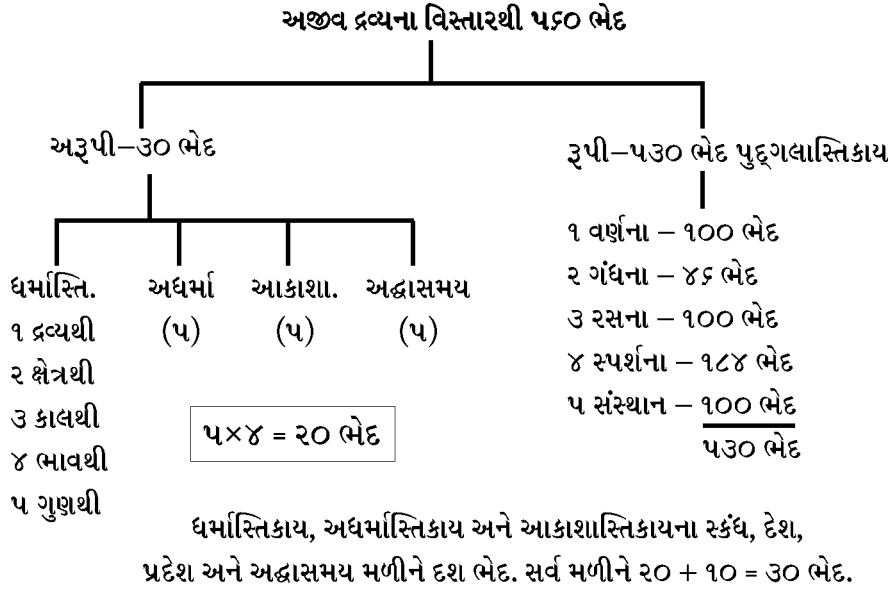 અજીવ દ્રવ્યના વિસ્તારથી ૫૬૦ ભેદ
અરૂપી–૩૦ ભેદ
રૂપી–૫૩૦ ભેદ પુદ્ગલાસ્તિકાય
ધર્માસ્તિ.
૧ દ્રવ્યથી
૨ ક્ષેત્રથી
૩ કાલથી
૪ ભાવથી
૫ ગુણથી
અધર્મા
(૫)
આકાશા.
(૫)
અદ્ધાસમય
(૫)
૫×૪ = ૨૦ ભેદ
૧ વર્ણના – ૧૦૦ ભેદ
૨ ગંધના – ૪૬ ભેદ
૩ રસના – ૧૦૦ ભેદ
૪ સ્પર્શના – ૧૮૪ ભેદ
૫ સંસ્થાન – ૧૦૦ ભેદ
૫૩૦ ભેદ
ધર્માસ્તિકાય, અધર્માસ્તિકાય અને આકાશાસ્તિકાયના સ્કંધ, દેશ,
પ્રદેશ અને અદ્ધાસમય મળીને દશ ભેદ. સર્વ મળીને ૨૦ + ૧૦ = ૩૦ ભેદ.